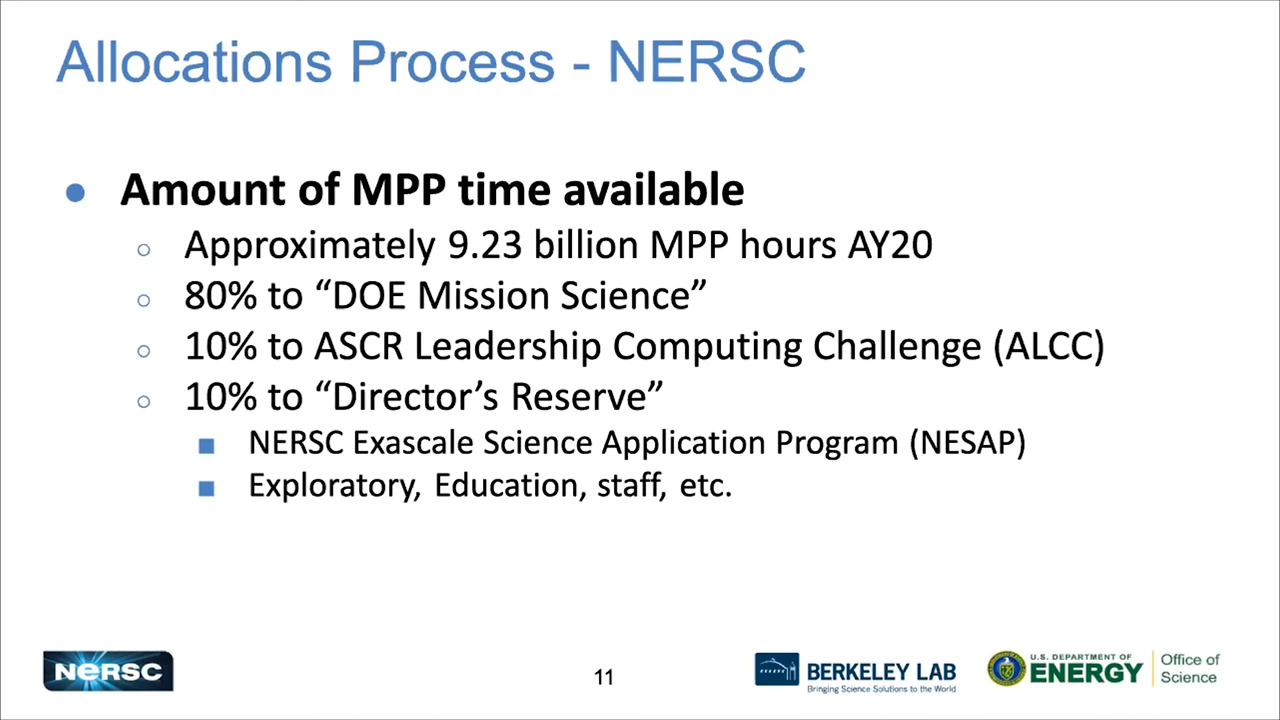 Allocations Process - NERSC
● Amount of MPP time available
○ Approximately 9.23 billion MPP hours AY20
○ 80% to “DOE Mission Science”
○ 10% to ASCR Leadership Computing Challenge (ALCC)
○ 10% to “Director’s Reserve”
■ NERSC Exascale Science Application Program (NESAP)
■ Exploratory, Education, staff, etc.
NERSC
11
BERKELEY LAB
Bringing Science Solutions to the World
U.S. DEPARTMENT OF
ENERGY
Office of
Science